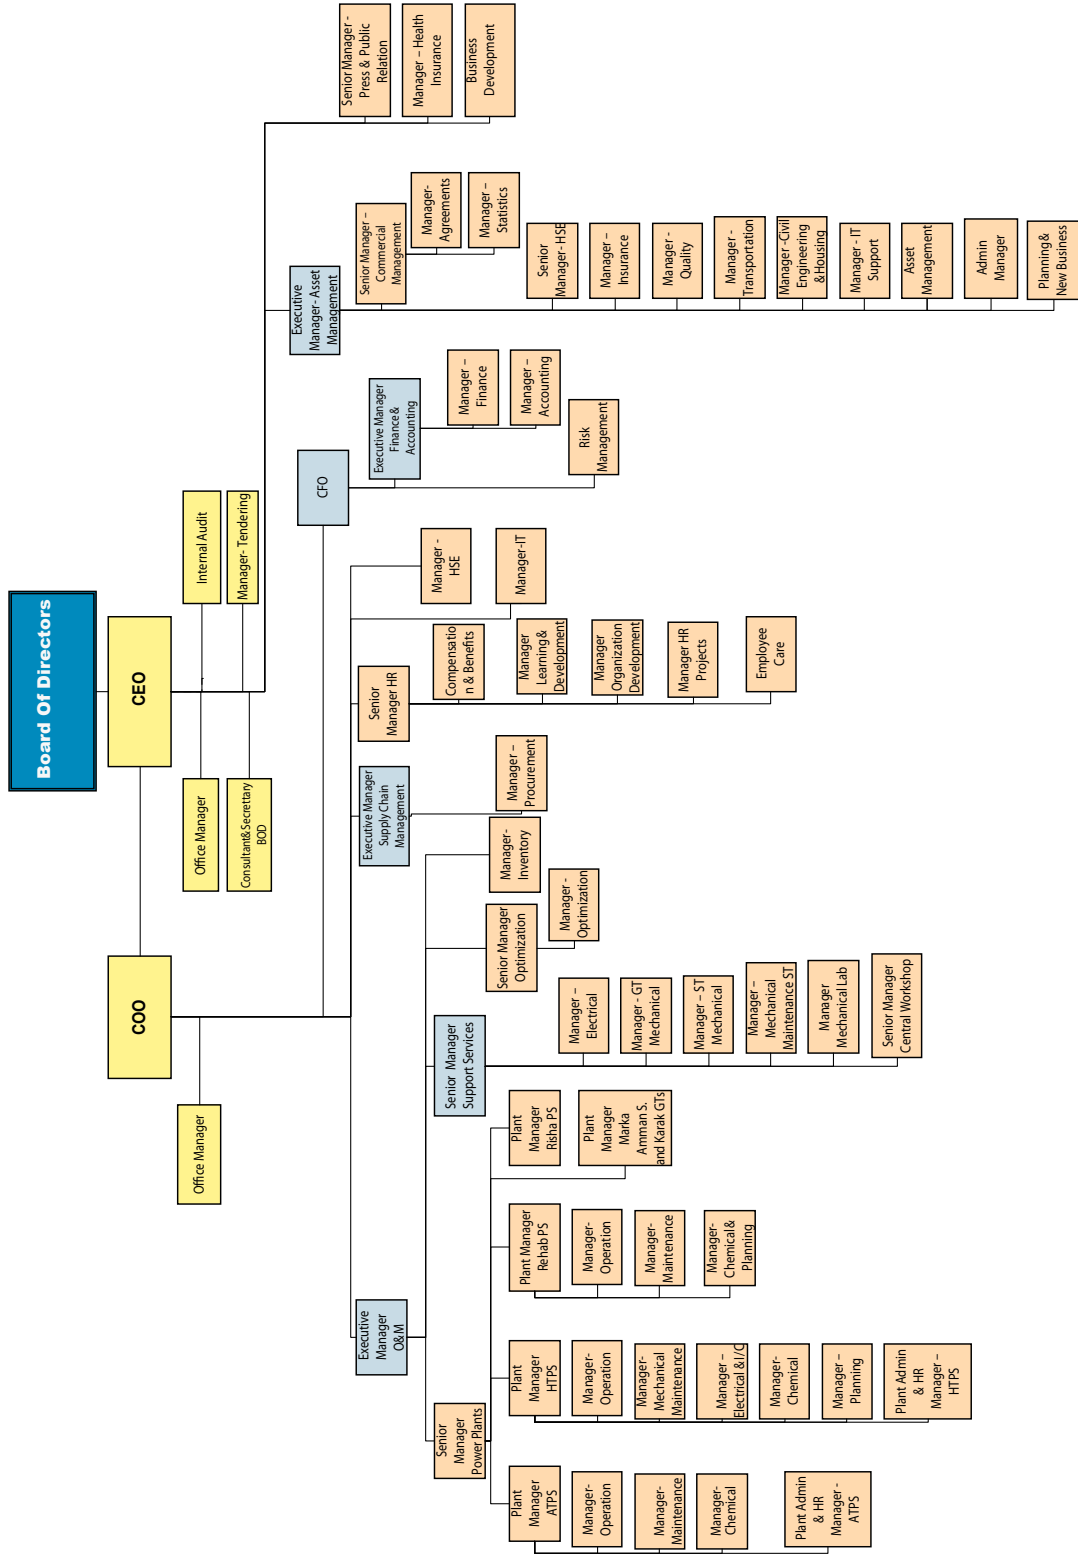 Board Of Directors
CEO
COO
Office Manager
Internal Audit
Consultant&Secrettary
BOD
Manager- Tendering
Office Manager
Senior Manager -
Press & Public
Relation
Manager – Health
Insurance
Business
Development
Executive
Manager- Asset
Management
Senior Manager –
Commercial
Management
Manager-
Agreements
Manager –
Statistics
Senior
Manager- HSE
Manager –
Insurance
Manager -
Quality
Manager -
Transportation
Manager -Civil
Engineering
& Housing
Manager - IT
Support
Asset
Management
Admin
Manager
Planning &
New Business
CFO
Executive Manager
Finance &
Accounting
Manager –
Finance
Manager –
Accounting
Risk
Management
Manager -
HSE
Manager-IT
Senior
Manager HR
Compensatio
n & Benefits
Manager
Learning &
Development
Manager
Organization
Development
Manager HR
Projects
Employee
Care
Executive Manager
Supply Chain
Management
Manager –
Procurement
Executive
Manager
O&M
Manager-
Inventory
Senior Manager
Optimization
Manager -
Optimization
Senior Manager
Support Services
Manager –
Electrical
Manager - GT
Mechanical
Manager – ST
Mechanical
Manager –
Mechanical
Maintenance ST
Manager
Mechanical Lab
Senior Manager
Central Workshop
Senior
Manager
Power Plants
Plant
Manager
Risha PS
Plant
Manager
Marka
Amman S.
and Karak GTs
Plant Manager
Rehab PS
Manager-
Operation
Manager-
Maintenance
Manager-
Chemical &
Planning
Plant
Manager
HTPS
Manager-
Operation
Manager-
Mechanical
Maintenance
Manager –
Electrical & I/C
Manager-
Chemical
Manager –
Planning
Plant Admin
& HR
Manager –
HTPS
Plant
Manager
ATPS
Manager-
Operation
Manager-
Maintenance
Manager-
Chemical
Plant Admin
& HR
Manager -
ATPS